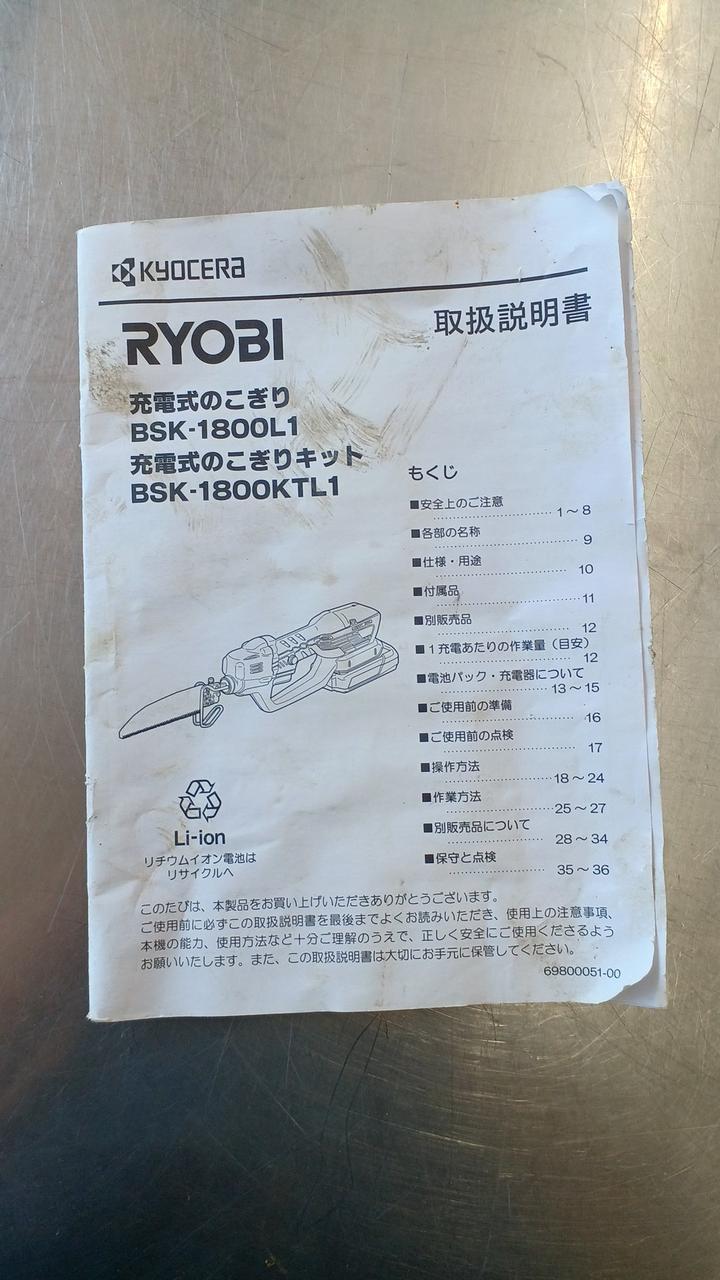 KYOCERA
RYOBI
取扱説明書
充電式のこぎり
BSK-1800L1
充電式のこぎりキット
BSK-1800KTL1
もくじ
■安全上のご注意
1～8
■各部の名称
9
■仕様・用途
10
■付属品
11
■別販売品
12
■1充電あたりの作業量（目安）
12
■電池パック・充電器について
13～15
■ご使用前の準備
16
■ご使用前の点検
17
■操作方法
18～24
■作業方法
25～27
■別販売品について
28～34
■保守と点検
35～36
Li-ion
リチウムイオン電池は
リサイクルへ
このたびは、本製品をお買い上げいただきありがとうございます。
ご使用前に必ずこの取扱説明書を最後までよくお読みいただき、使用上の注意事項、
本機の能力、使用方法など十分ご理解のうえで、正しく安全にご使用くださるよう
お願いいたします。また、この取扱説明書は大切にお手元に保管してください。
69800051-00